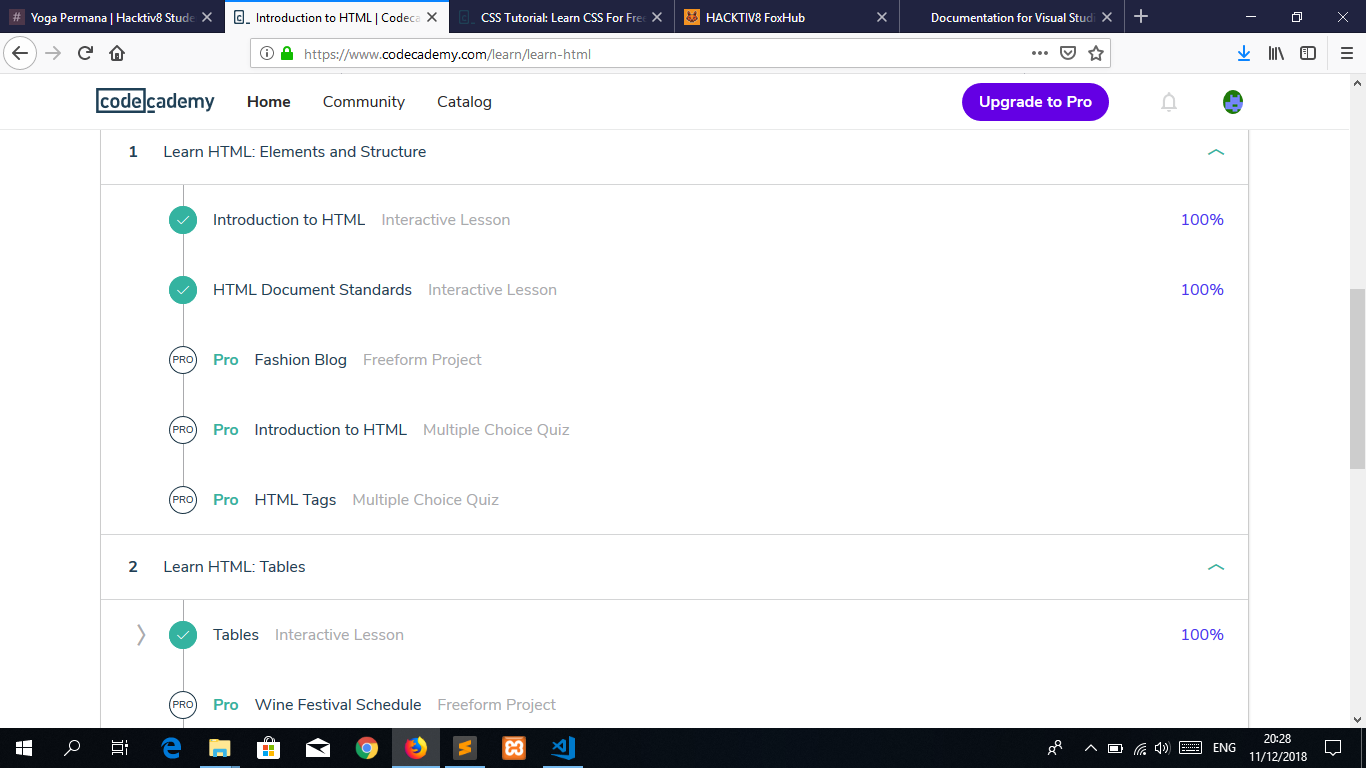 Yoga Permana | Hacktiv8 Stude
Introduction to HTML | Codeca
CSS Tutorial: Learn CSS For Free
HACKTIV8 FoxHub
Documentation for Visual Studi
https://www.codecademy.com/learn/learn-html
codecademy
Home
Community
Catalog
Upgrade to Pro
1 Learn HTML: Elements and Structure
Introduction to HTML Interactive Lesson 100%
HTML Document Standards Interactive Lesson 100%
PRO Pro Fashion Blog Freeform Project
PRO Pro Introduction to HTML Multiple Choice Quiz
PRO Pro HTML Tags Multiple Choice Quiz
2 Learn HTML: Tables
Tables Interactive Lesson 100%
PRO Pro Wine Festival Schedule Freeform Project
ENG
20:28
11/12/2018